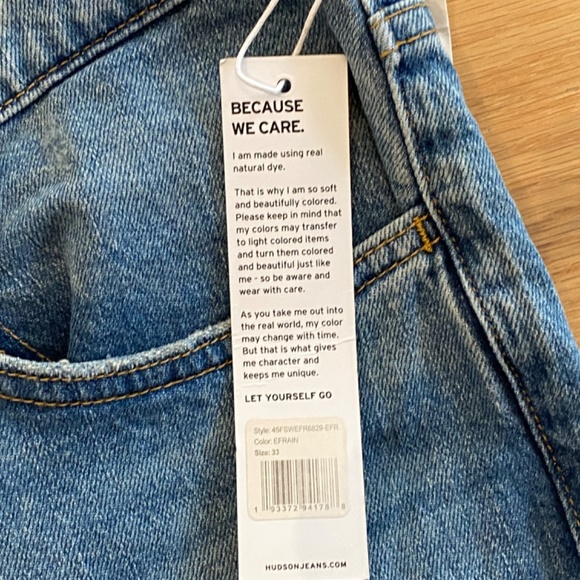 BECAUSE
WE CARE.
I am made using real
natural dye.
That is why I am so soft
and beautifully colored.
Please keep in mind that
my colors may transfer
to light colored items
and turn them colored
and beautiful just like
me - so be aware and
wear with care.
As you take me out into
the real world, my color
may change with time.
But that is what gives
me character and
keeps me unique.
LET YOURSELF GO
Style: 45FSWEFR6829-EFR
Color: EFRAIN
Size: 33
1 93372 94178 8
HUDSONJEANS.COM